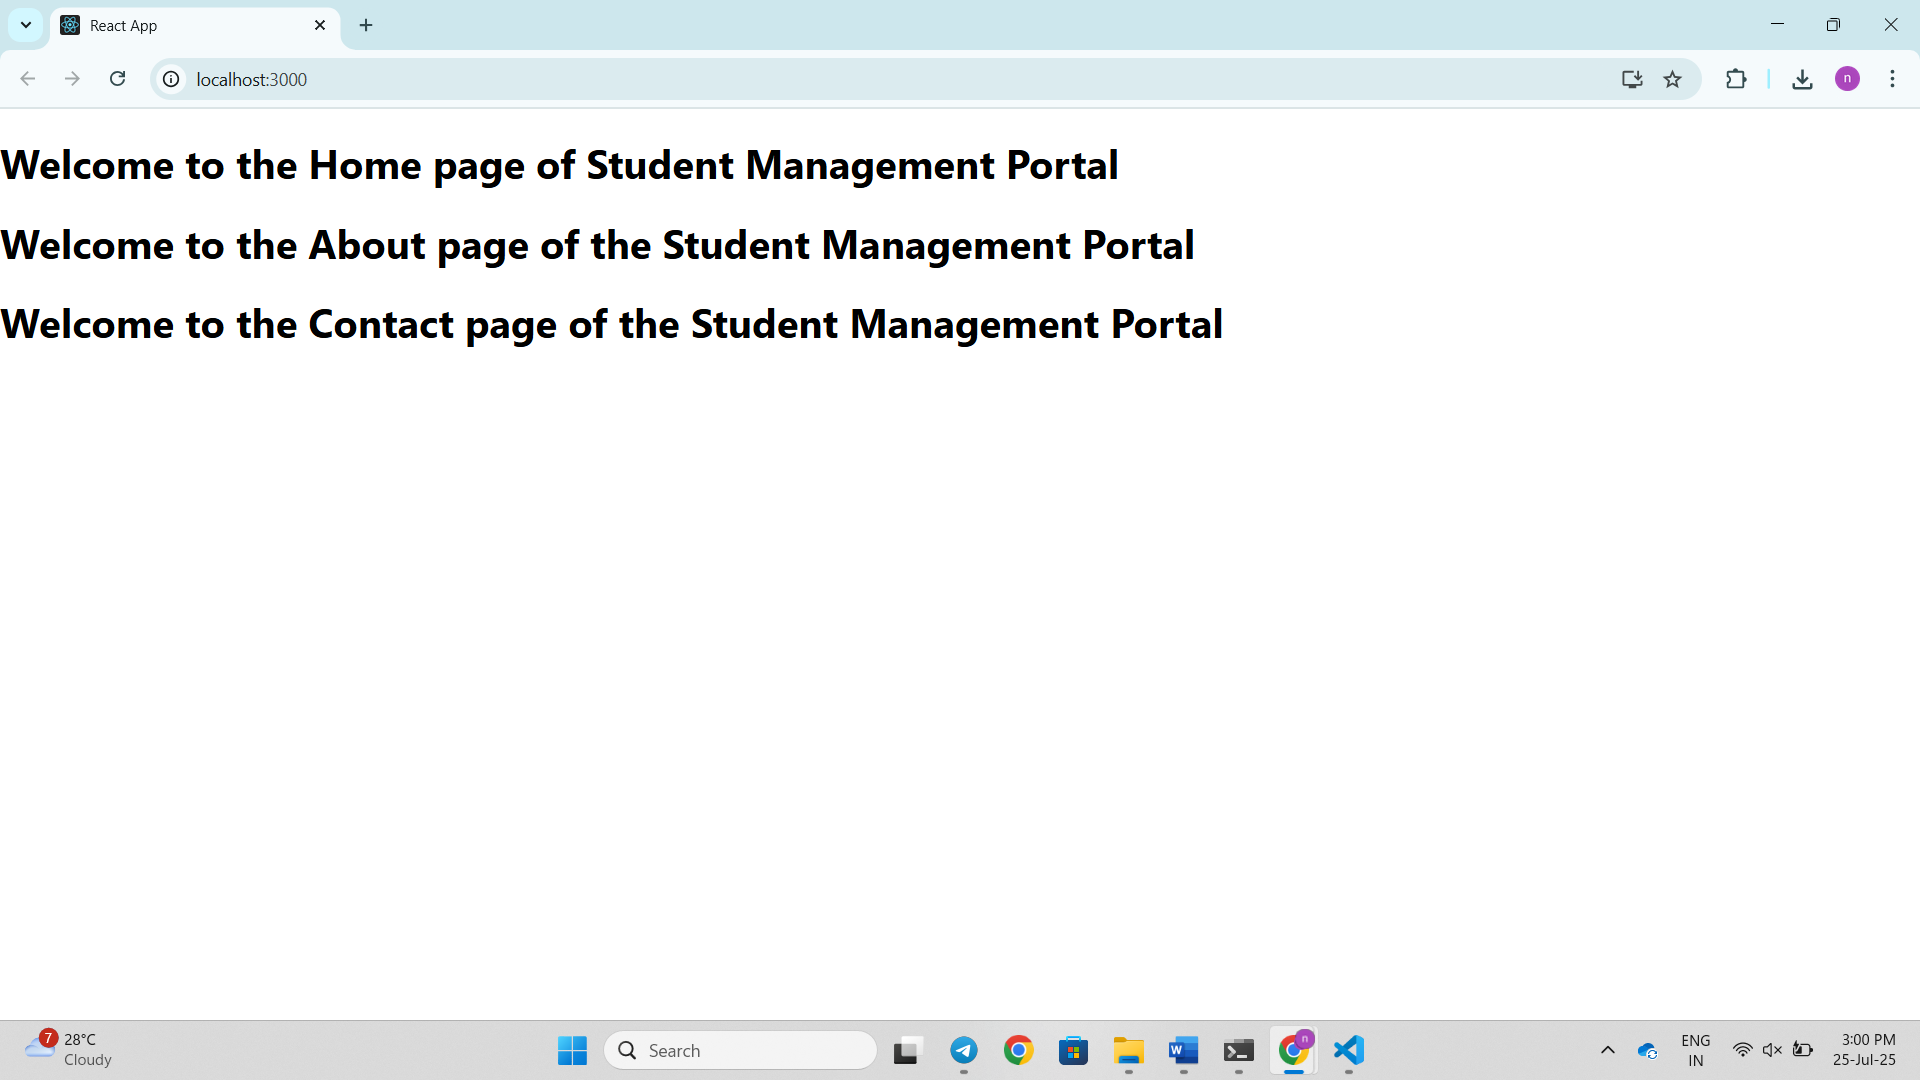 React App
localhost:3000
n
Welcome to the Home page of Student Management Portal
Welcome to the About page of the Student Management Portal
Welcome to the Contact page of the Student Management Portal
7
28°C
Cloudy
Search
W
n
ENG
IN
3:00 PM
25-Jul-25